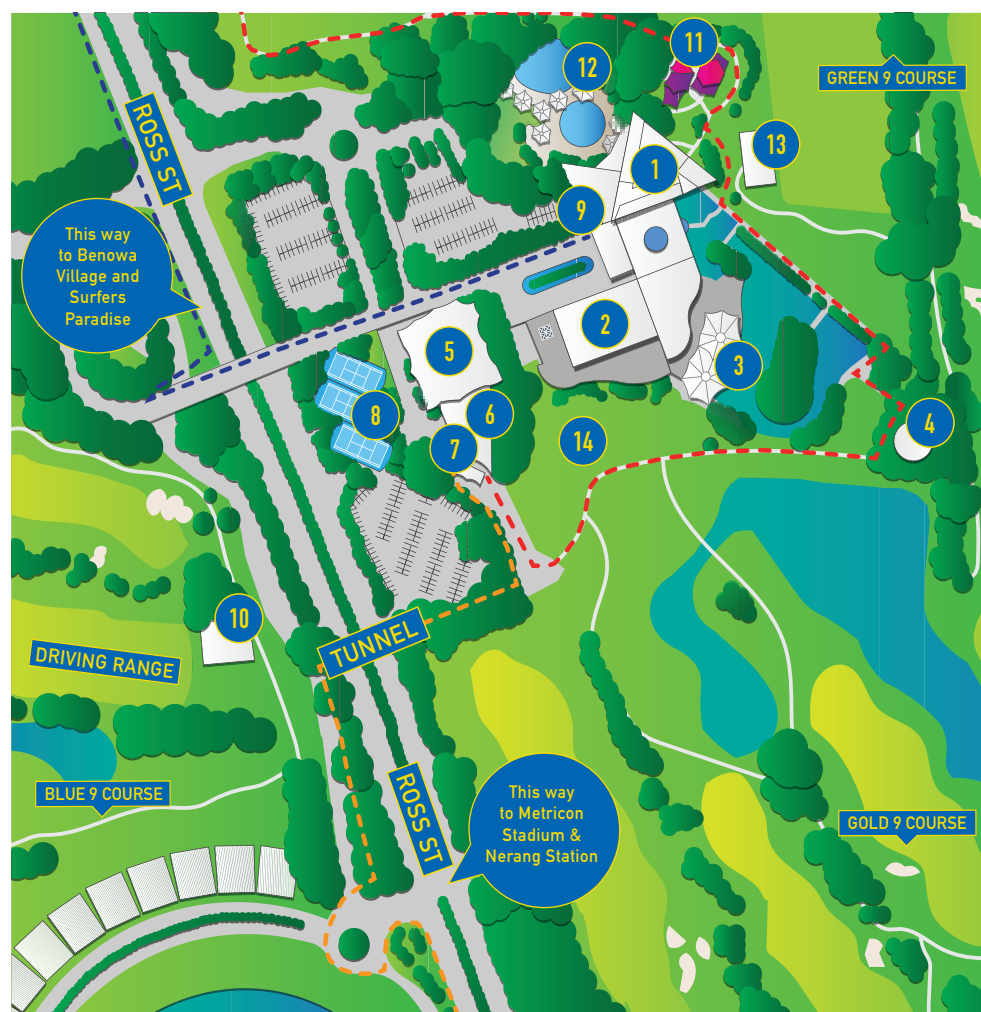 11
12
GREEN 9 COURSE
ROSS ST
13
1
9
This way
to Benowa
Village and
Surfers
Paradise
2
5
3
8
6
4
7
14
10
TUNNEL
DRIVING RANGE
BLUE 9 COURSE
ROSS ST
This way
to Metricon
Stadium &
Nerang Station
GOLD 9 COURSE